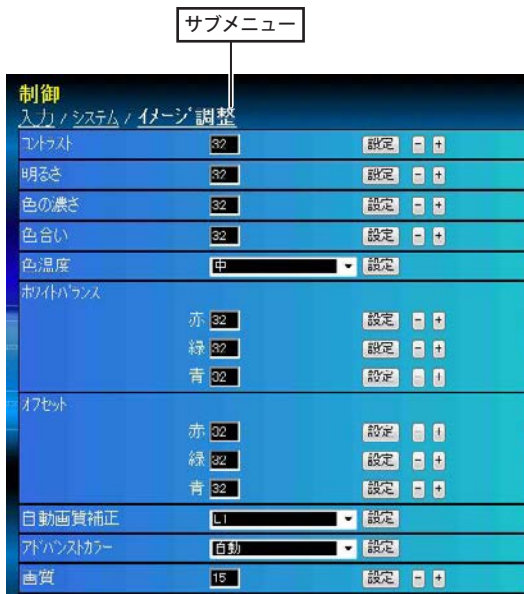 サブメニュー
制御
入力 / システム / イメージ調整
コントラスト 32 設定 - +
明るさ 32 設定 - +
色の濃さ 32 設定 - +
色合い 32 設定 - +
色温度 中 設定
ホワイトバランス
赤 32 設定 - +
緑 32 設定 - +
青 32 設定 - +
オフセット
赤 32 設定 - +
緑 32 設定 - +
青 32 設定 - +
自動画質補正 L1 設定
アドバンストカラー 自動 設定
画質 15 設定 - +